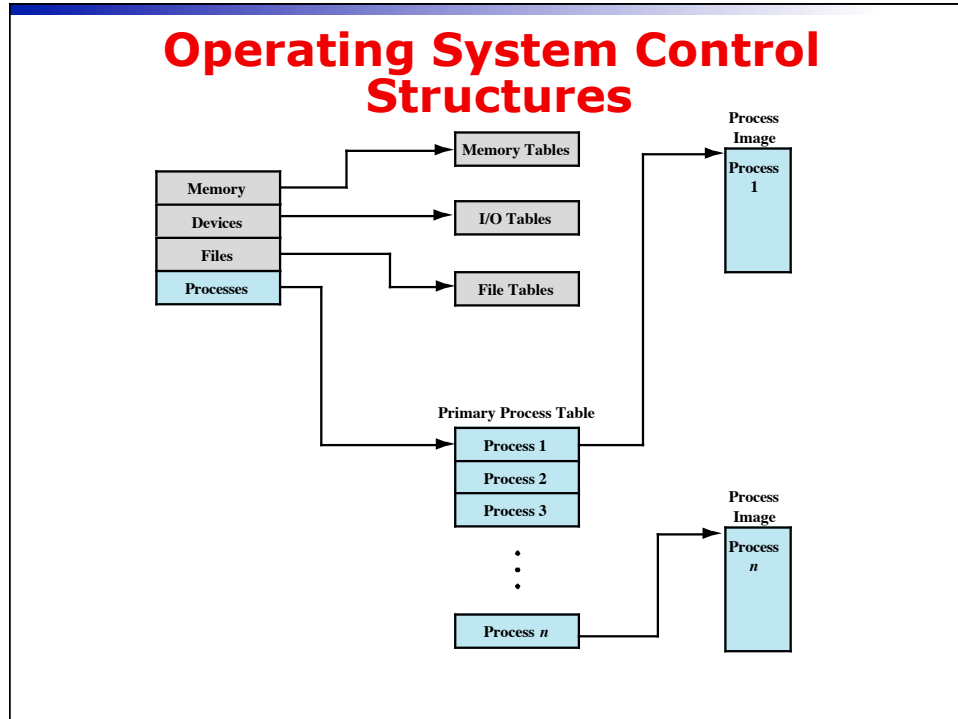 Operating System Control
Structures
Memory
Devices
Files
Processes
Memory Tables
I/O Tables
File Tables
Primary Process Table
Process 1
Process 2
Process 3
Process n
Process
Image
Process
1
Process
Image
Process
n